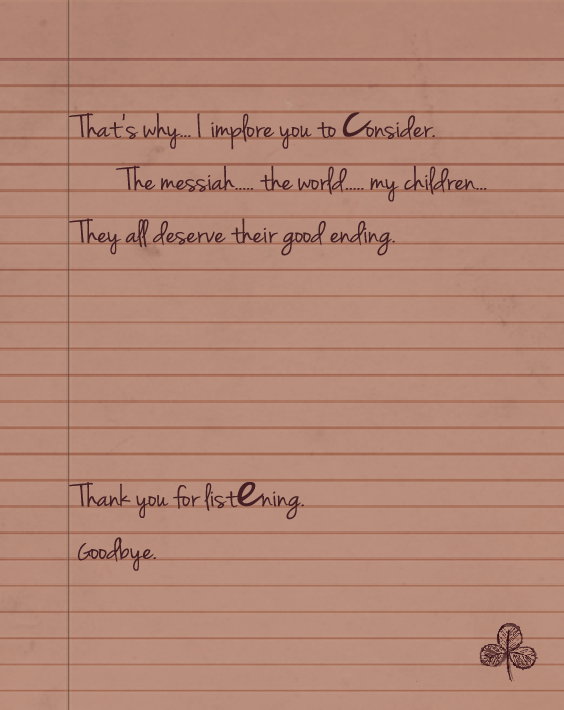 That's why... I implore you to Consider.
The messiah..... the world..... my children...
They all deserve their good ending.
Thank you for listening.
Goodbye.